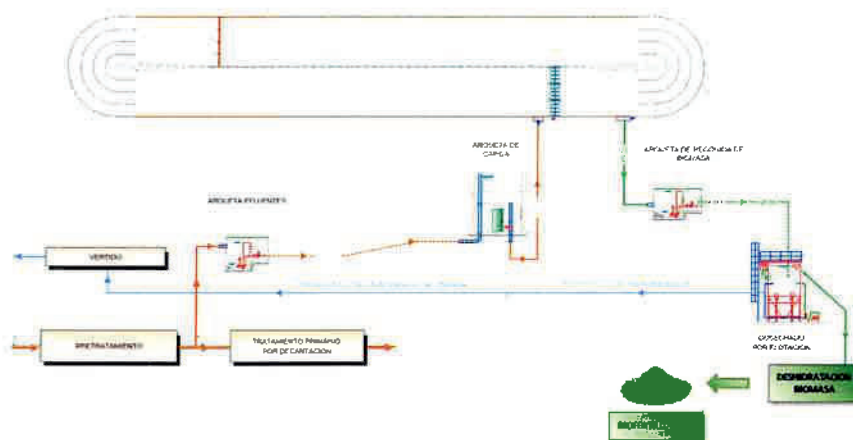 ARQUETA DE
CARGA
ARQUETA DE RECOGIDA DE
BIOMASA
ARQUETA EFLUENTES
VERTIDO
PRETRATAMIENTO
TRATAMIENTO PRIMARIO
POR DECANTACION
COSECHADO
POR FLOTACION
DESHIDRATACION
BIOMASA